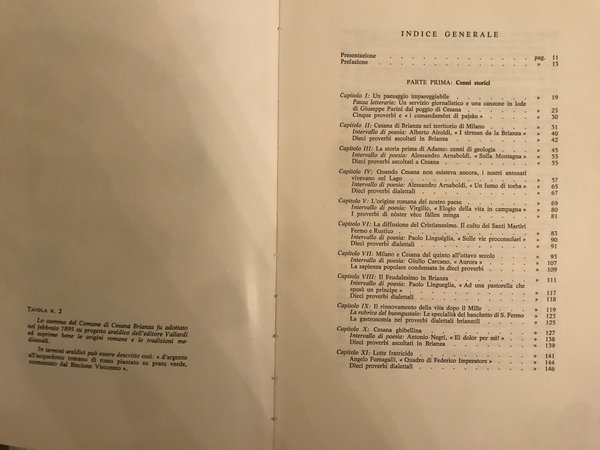 TAVOLA N. 2
Lo stemma del Comune di Cesana Brianza fu adottato
nel febbraio 1895 su progetto araldico dell'editore Vallardi
ed esprime bene le origini romane e le tradizioni me-
dioevali.
In termini araldici può essere descritto così: « d'argento
all'acquedotto romano di rosso piantato su prato verde,
sormontato dal Biscione Visconteo ».
INDICE GENERALE
Presentazione . . . . . . . . . . . . . pag. 11
Prefazione . . . . . . . . . . . . . » 15
PARTE PRIMA: Cenni storici
Capitolo I: Un paesaggio impareggiabile . . . . . » 19
Pausa letteraria: Un servizio giornalistico e una canzone in lode
di Giuseppe Parini dal poggio di Cesana . . . . » 25
Cinque proverbi e « i cumandamént di paisàn » . . . » 30
Capitolo II: Cesana di Brianza nel territorio di Milano . . » 31
Intervallo di poesia: Alberto Airoldi, « I tèrman da la Brianza » » 40
Dieci proverbi ascoltati in Brianza . . . . . » 42
Capitolo III: La storia prima di Adamo: cenni di geologia . » 45
Intervallo di poesia: Alessandro Arnaboldi, « Sulla Montagna » » 53
Dieci proverbi ascoltati a Cesana . . . . . » 55
Capitolo IV: Quando Cesana non esisteva ancora, i nostri antenati
vivevano sul Lago . . . . . . . . » 57
Intervallo di poesia: Alessandro Arnaboldi, « Un fumo di torba » » 65
Dieci proverbi dialettali . . . . . . . » 67
Capitolo V: L'origine romana del nostro paese . . . » 69
Intervallo di poesia: Virgilio, « Elogio della vita in campagna » » 80
I proverbi di nòster vècc fàllen minga . . . . » 81
Capitolo VI: La diffusione del Cristianesimo. Il culto dei Santi Martiri
Fermo e Rustico . . . . . . . . . » 83
Intervallo di poesia: Paolo Linguéglia, « Sulle vie proconsolari » » 90
Dieci proverbi dialettali . . . . . . . » 91
Capitolo VII: Milano e Cesana dal quinto all'ottavo secolo . » 93
Intervallo di poesia: Giulio Carcano, « Aurora » . . . » 107
La sapienza popolare condensata in dieci proverbi . . » 109
Capitolo VIII: Il Feudalesimo in Brianza . . . . » 111
Intervallo di poesia: Paolo Lingueglia, « Ad una pastorella che
sposò un principe » . . . . . . . . » 117
Dieci proverbi dialettali . . . . . . . » 118
Capitolo IX: Il rinnovamento della vita dopo il Mille . . » 119
La rubrica del buongustaio: Le specialità del banchetto di S. Fermo » 125
La gastronomia nei proverbi dialettali brianzoli . . . » 125
Capitolo X: Cesana ghibellina . . . . . . » 127
Intervallo di poesia: Antonio Negri, « El dolor per mi! » . . » 138
Dieci proverbi ascoltati in Brianza . . . . . » 139
Capitolo XI: Lotte fratricide . . . . . . » 141
Angelo Fumagalli, « Quadro di Federico Imperatore » . . » 144
Dieci proverbi dialettali . . . . . . . » 146